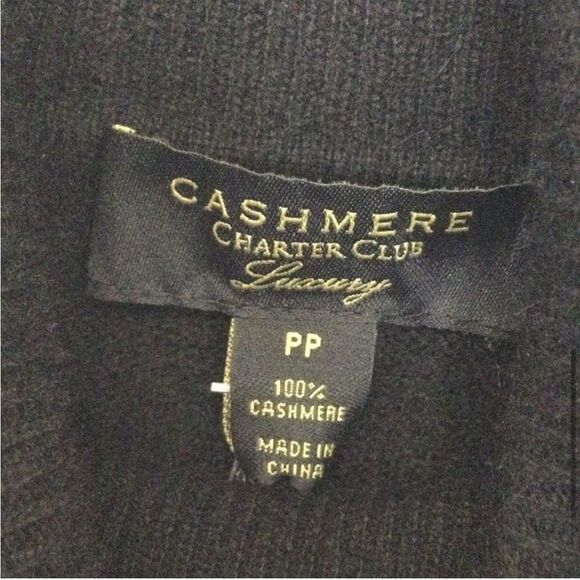 CASHMERE
CHARTER CLUB
Luxury
PP
100%
CASHMERE
MADE IN
CHINA